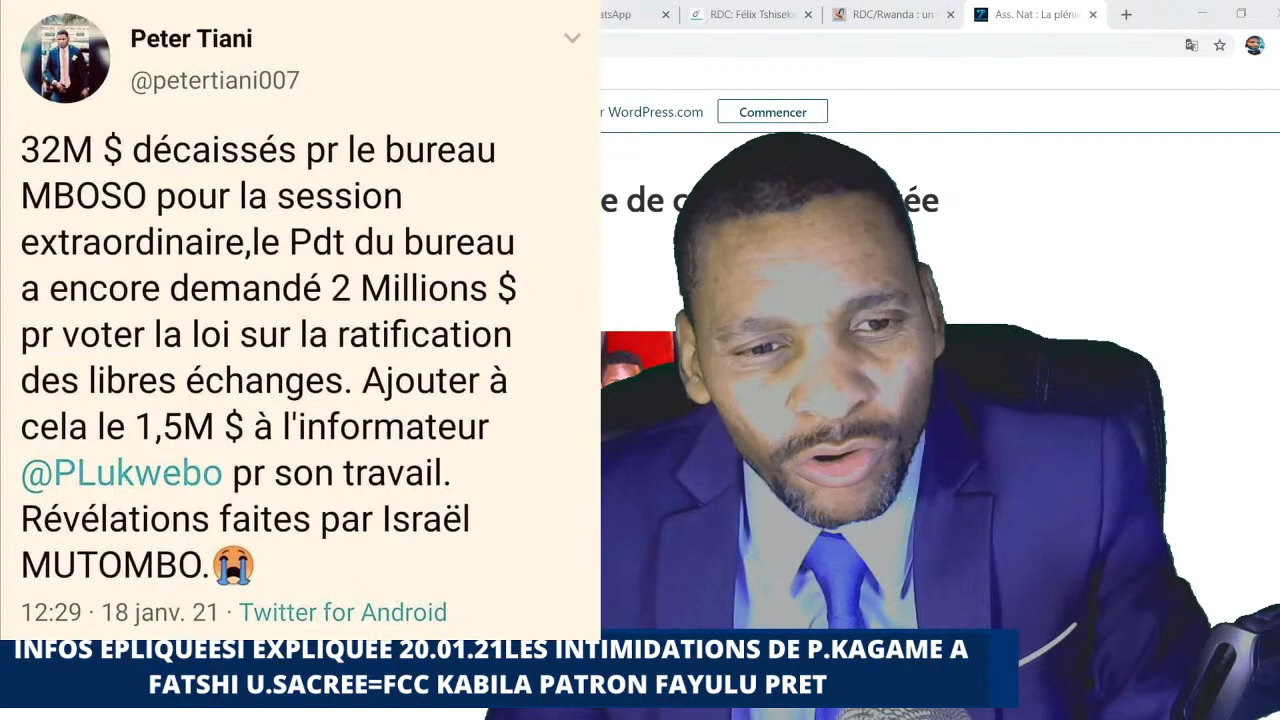 Peter Tiani
@petertiani007
32M $ décaissés pr le bureau
MBOSO pour la session
extraordinaire,le Pdt du bureau
a encore demandé 2 Millions $
pr voter la loi sur la ratification
des libres échanges. Ajouter à
cela le 1,5M $ à l'informateur
@PLukwebo pr son travail.
Révélations faites par Israël
MUTOMBO.😭
12:29 · 18 janv. 21 · Twitter for Android
RDC: Félix Tshisek
RDC/Rwanda : un
Ass. Nat : La plén
WordPress.com
Commencer
e de
ée
INFOS EPLIQUEESI EXPLIQUEE 20.01.21LES INTIMIDATIONS DE P.KAGAME A
FATSHI U.SACREE=FCC KABILA PATRON FAYULU PRET